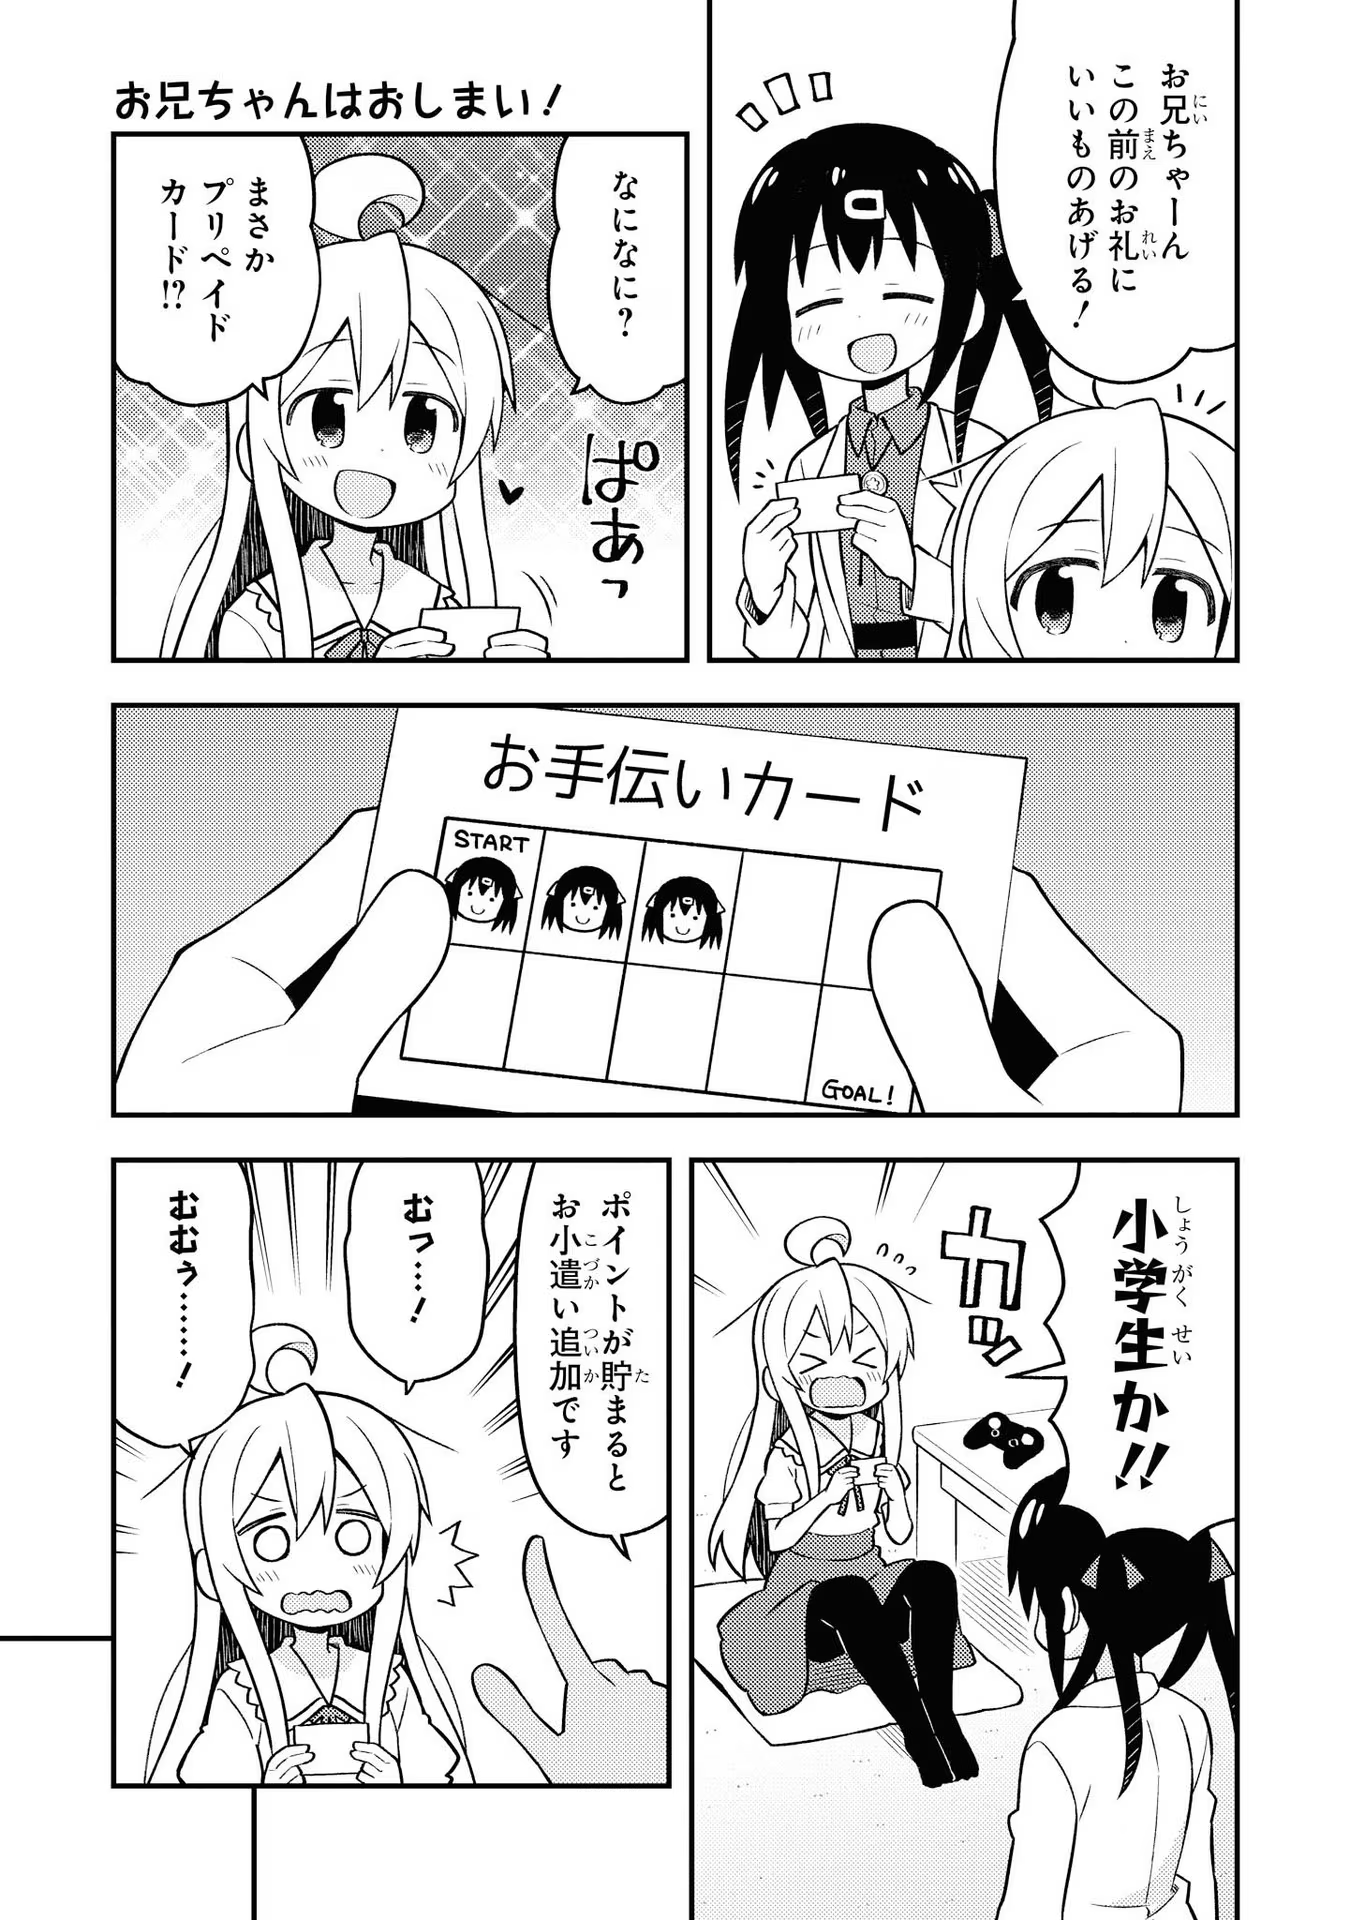 お兄ちゃーん
この前のお礼に
いいものあげる!
お兄ちゃんはおしまい!
なになに?
まさか
プリペイド
カード!?
ぱあっ
お手伝いカード
START
GOAL!
小学生か!!
カッ
ポイントが貯まると
お小遣い追加です
むっ…!
むむぅ………!